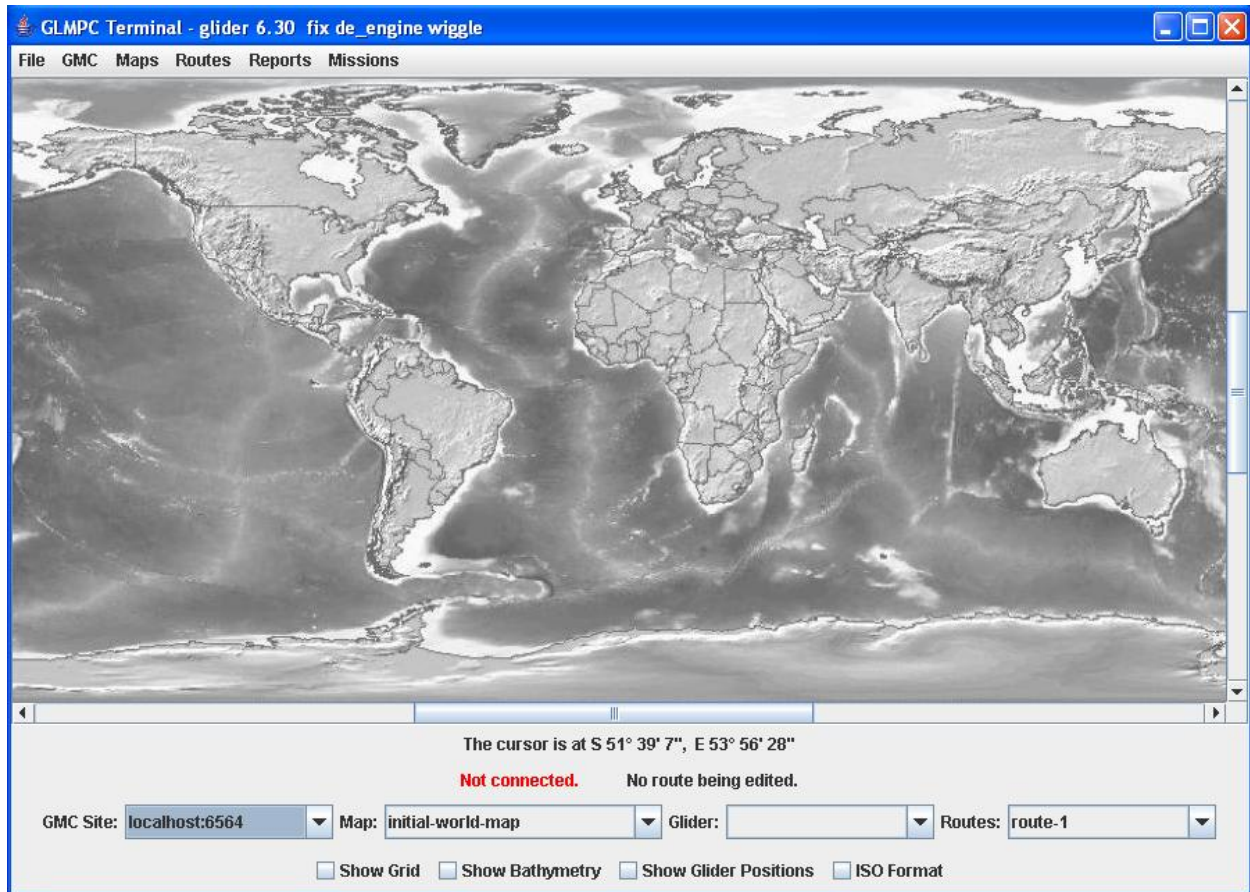 GLMPC Terminal - glider 6.30 fix de_engine wiggle
File GMC Maps Routes Reports Missions
The cursor is at S 51° 39' 7", E 53° 56' 28"
Not connected. No route being edited.
GMC Site: localhost:6564 Map: initial-world-map Glider: Routes: route-1
Show Grid Show Bathymetry Show Glider Positions ISO Format